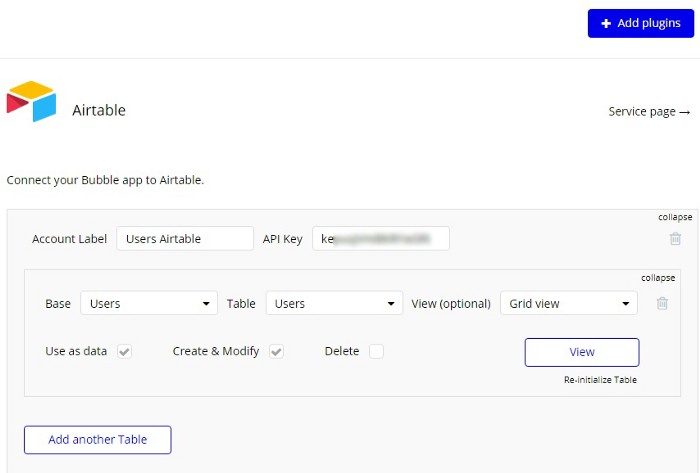 + Add plugins
Airtable
Service page →
Connect your Bubble app to Airtable.
collapse
Account Label Users Airtable API Key ke
collapse
Base Users Table Users View (optional) Grid view
Use as data Create & Modify Delete View
Re-initialize Table
Add another Table